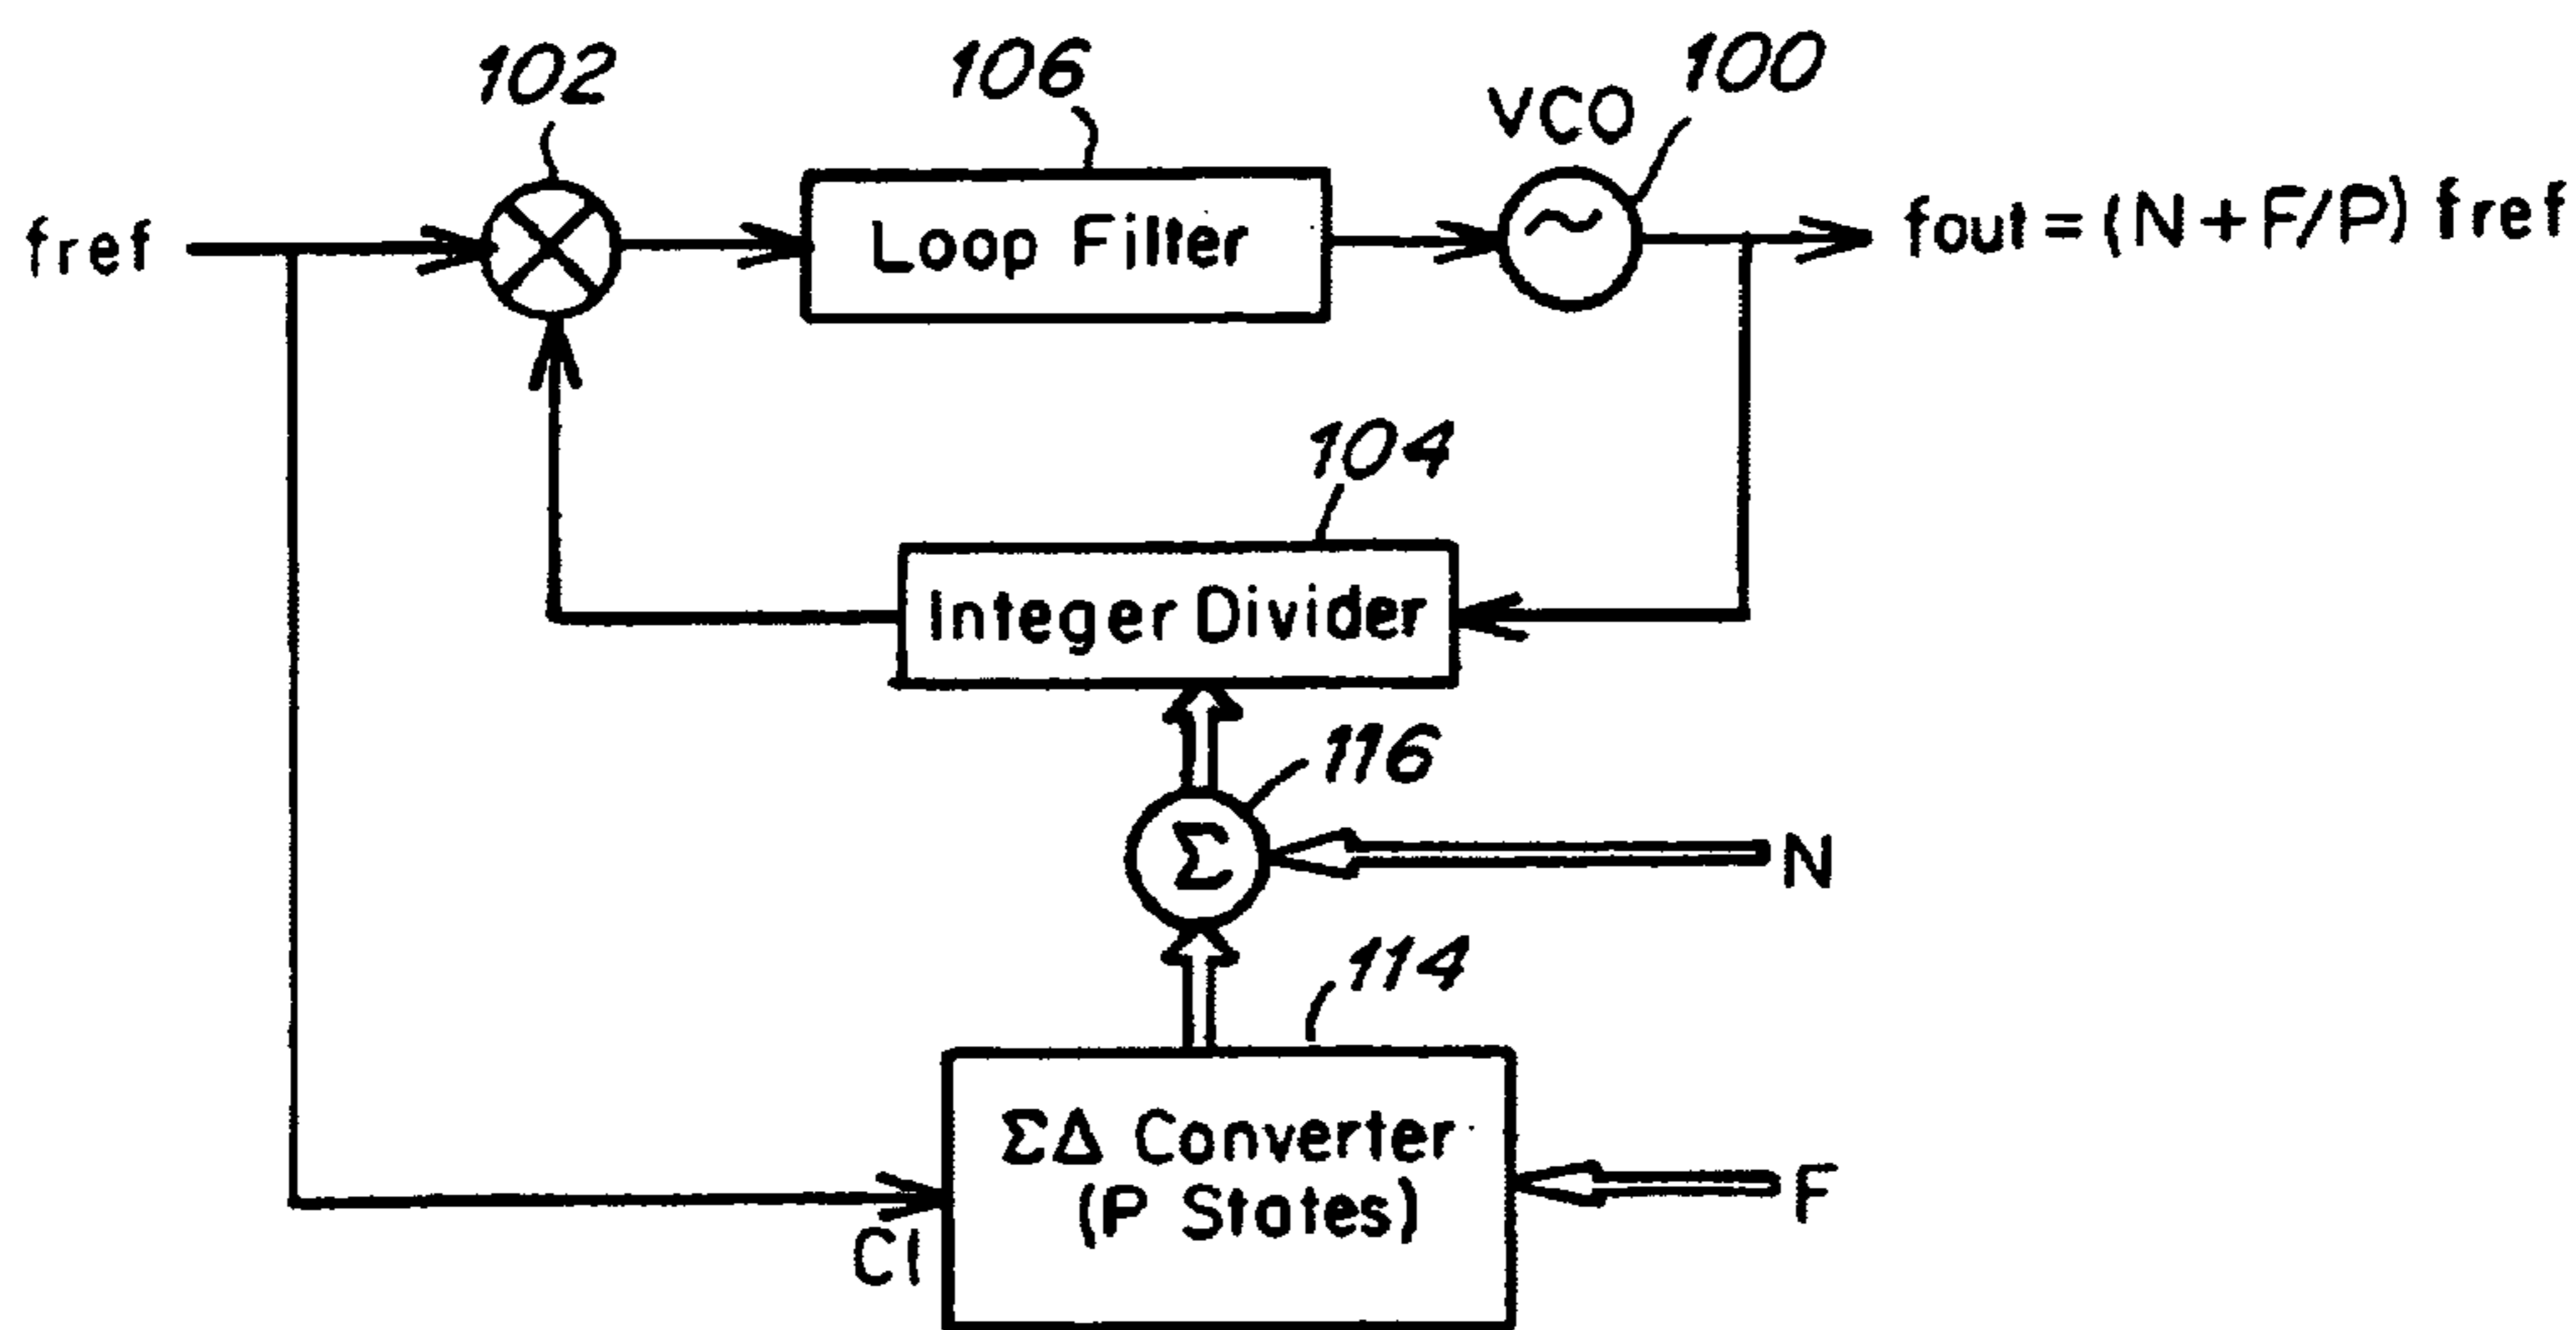 102
106
VCO
100
fref
Loop Filter
fout = (N + F/P) fref
104
Integer Divider
116
Σ
N
114
ΣΔ Converter
(P States)
F
Cl